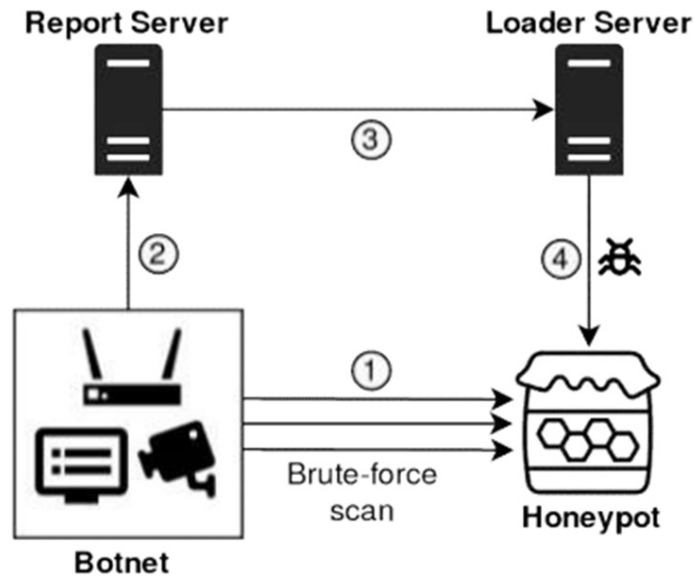 Report Server
Loader Server
3
2
4
1
Brute-force
scan
Honeypot
Botnet